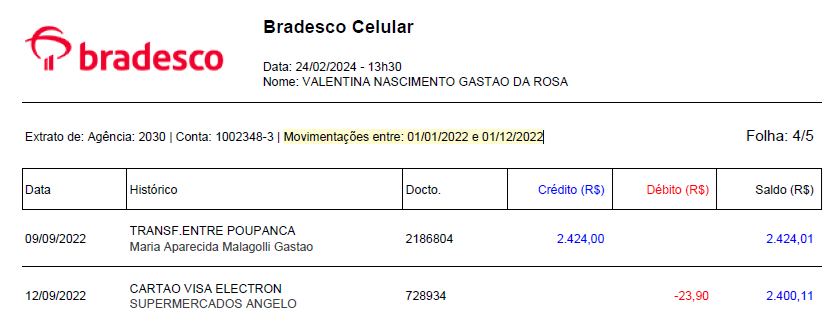 Bradesco Celular
bradesco
Data: 24/02/2024 - 13h30
Nome: VALENTINA NASCIMENTO GASTAO DA ROSA
Extrato de: Agência: 2030 | Conta: 1002348-3 | Movimentações entre: 01/01/2022 e 01/12/2022 Folha: 4/5
Data Histórico Docto. Crédito (R$) Débito (R$) Saldo (R$)
TRANSF.ENTRE POUPANCA
09/09/2022 2186804 2.424,00 2.424,01
Maria Aparecida Malagolli Gastao
CARTAO VISA ELECTRON
12/09/2022 728934 -23,90 2.400,11
SUPERMERCADOS ANGELO